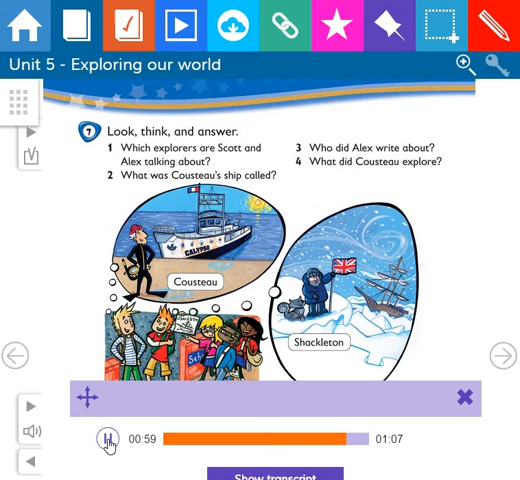 Unit 5 - Exploring our world
7 Look, think, and answer.
1 Which explorers are Scott and
Alex talking about?
2 What was Cousteau's ship called?
3 Who did Alex write about?
4 What did Cousteau explore?
CALYPSO
Cousteau
Shackleton
00:59
01:07
Show transcript